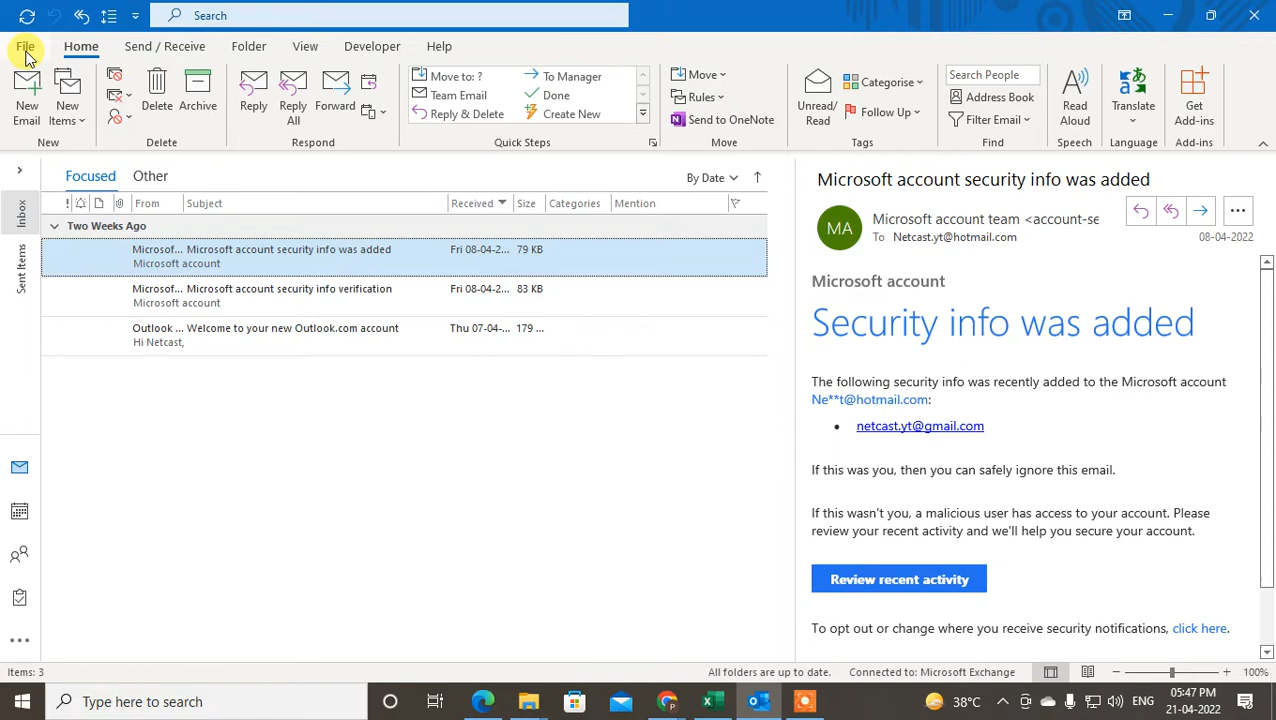 Search
File
Home
Send / Receive
Folder
View
Developer
Help
New Email
New Items
Delete
Archive
Reply
Reply All
Forward
Move to: ?
To Manager
Team Email
Done
Reply & Delete
Create New
Move
Rules
Send to OneNote
Unread/ Read
Categorise
Follow Up
Search People
Address Book
Filter Email
Read Aloud
Translate
Get Add-ins
New
Delete
Respond
Quick Steps
Move
Tags
Find
Speech
Language
Add-ins
Focused
Other
By Date
From
Subject
Received
Size
Categories
Mention
Two Weeks Ago
Microsof... Microsoft account security info was added Fri 08-04-2... 79 KB
Microsoft account
Microsof... Microsoft account security info verification Fri 08-04-2... 83 KB
Microsoft account
Outlook ... Welcome to your new Outlook.com account Thu 07-04-... 179 ...
Hi Netcast,
Inbox
Sent Items
Microsoft account security info was added
MA
Microsoft account team <account-se
To Netcast.yt@hotmail.com
08-04-2022
Microsoft account
Security info was added
The following security info was recently added to the Microsoft account
Ne**t@hotmail.com:
• netcast.yt@gmail.com
If this was you, then you can safely ignore this email.
If this wasn't you, a malicious user has access to your account. Please
review your recent activity and we'll help you secure your account.
Review recent activity
To opt out or change where you receive security notifications, click here.
Items: 3
All folders are up to date.
Connected to: Microsoft Exchange
100%
Type here to search
38°C
ENG
05:47 PM
21-04-2022